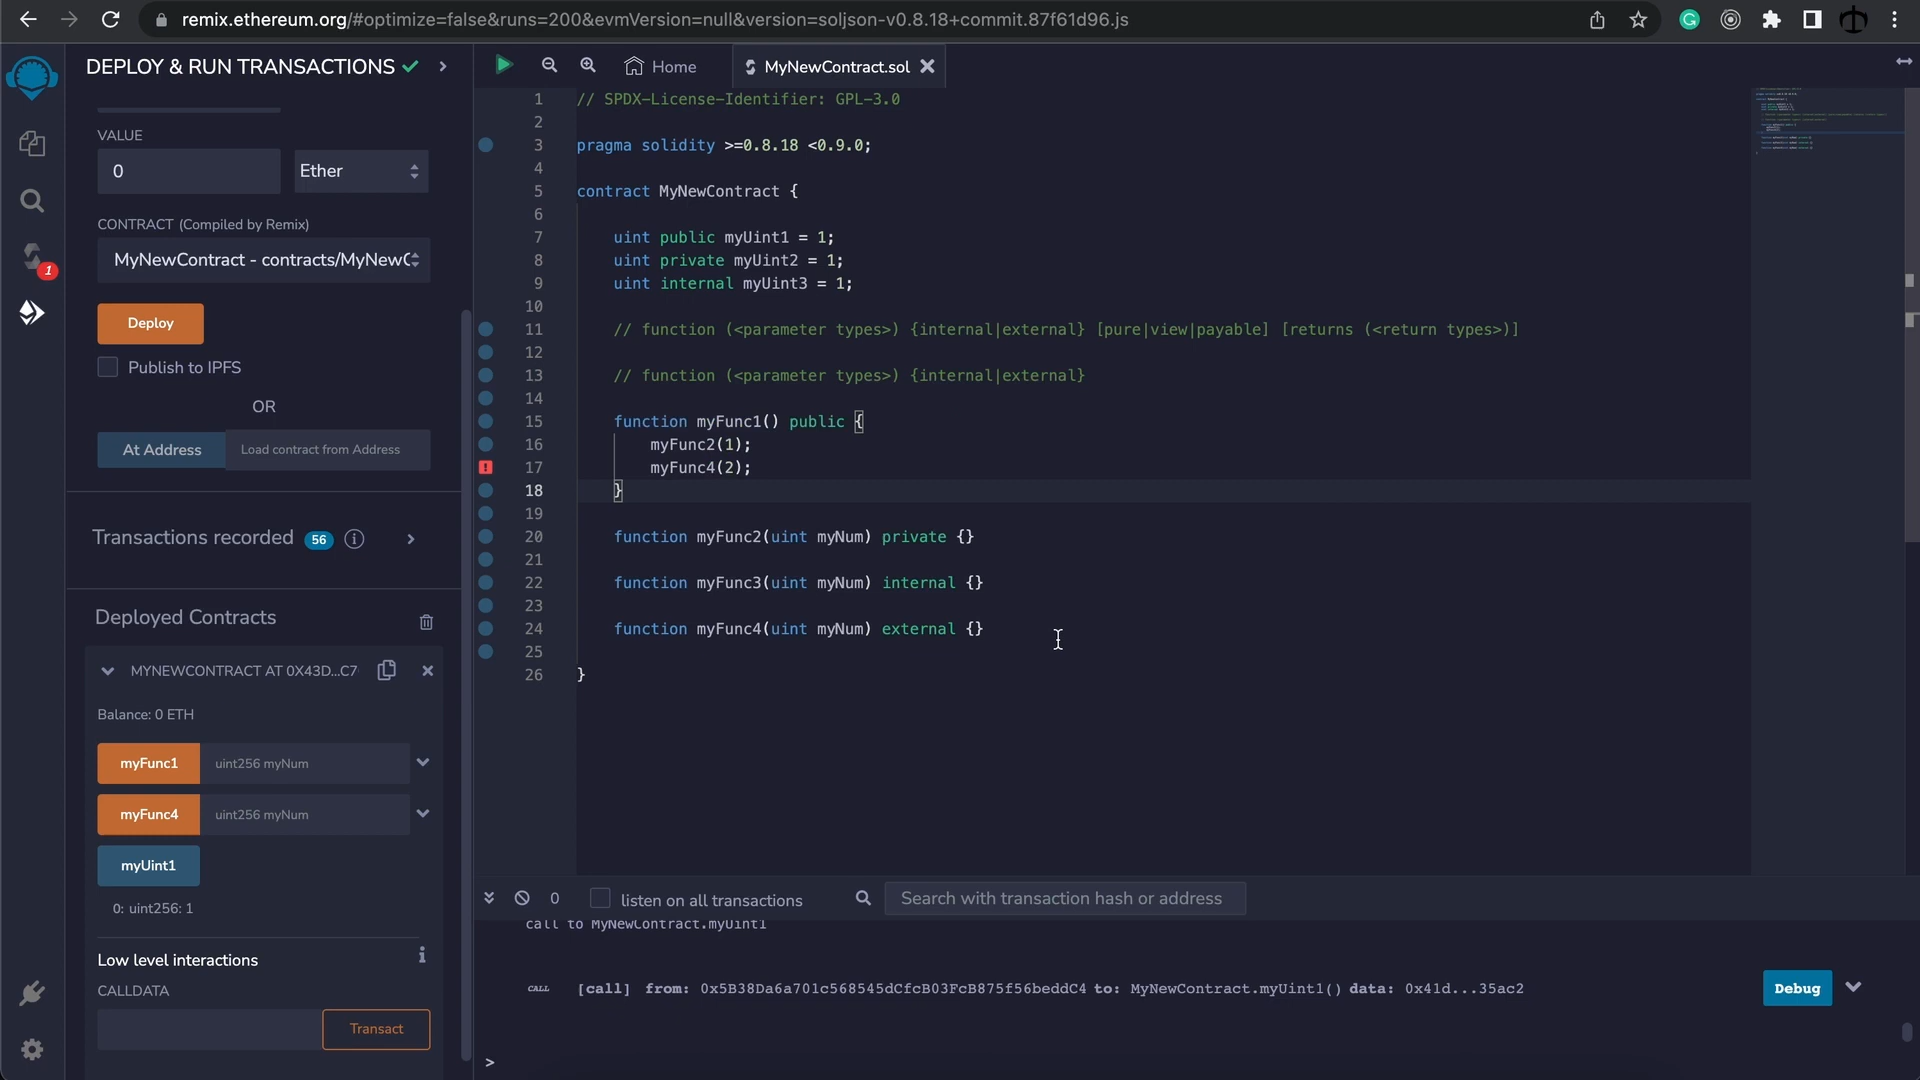 remix.ethereum.org/#optimize=false&runs=200&evmVersion=null&version=soljson-v0.8.18+commit.87f61d96.js
DEPLOY & RUN TRANSACTIONS
VALUE
0
Ether
CONTRACT (Compiled by Remix)
MyNewContract - contracts/MyNewC
Deploy
Publish to IPFS
OR
At Address
Load contract from Address
Transactions recorded 56
Deployed Contracts
MYNEWCONTRACT AT 0X43D...C7
Balance: 0 ETH
myFunc1 uint256 myNum
myFunc4 uint256 myNum
myUint1
0: uint256: 1
Low level interactions
CALLDATA
Transact
1
Home
MyNewContract.sol
1 // SPDX-License-Identifier: GPL-3.0
2
3 pragma solidity >=0.8.18 <0.9.0;
4
5 contract MyNewContract {
6
7 uint public myUint1 = 1;
8 uint private myUint2 = 1;
9 uint internal myUint3 = 1;
10
11 // function (<parameter types>) {internal|external} [pure|view|payable] [returns (<return types>)]
12
13 // function (<parameter types>) {internal|external}
14
15 function myFunc1() public {
16 myFunc2(1);
17 myFunc4(2);
18 }
19
20 function myFunc2(uint myNum) private {}
21
22 function myFunc3(uint myNum) internal {}
23
24 function myFunc4(uint myNum) external {}
25
26 }
0
listen on all transactions
Search with transaction hash or address
call to MyNewContract.myUint1
CALL [call] from: 0x5B38Da6a701c568545dCfcB03FcB875f56beddC4 to: MyNewContract.myUint1() data: 0x41d...35ac2
Debug
>